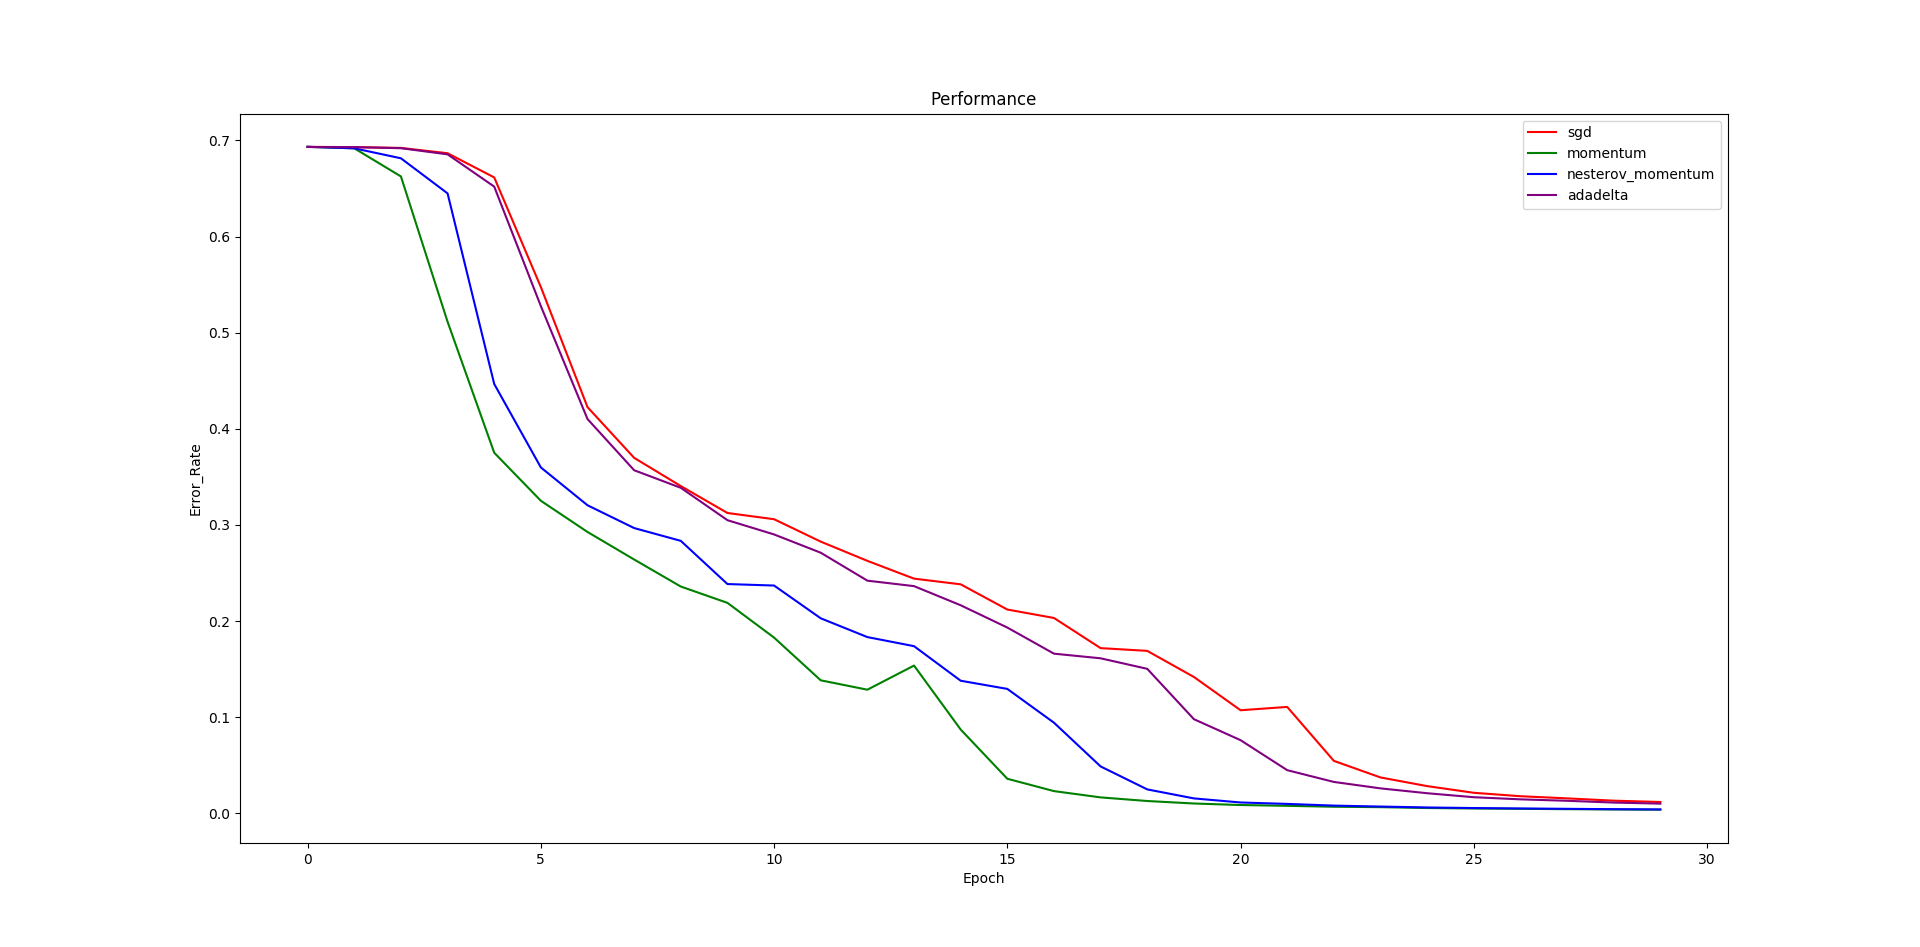 Performance
sgd
momentum
nesterov_momentum
adadelta
0.7
0.6
0.5
0.4
0.3
0.2
0.1
0.0
Error_Rate
0 5 10 15 20 25 30
Epoch